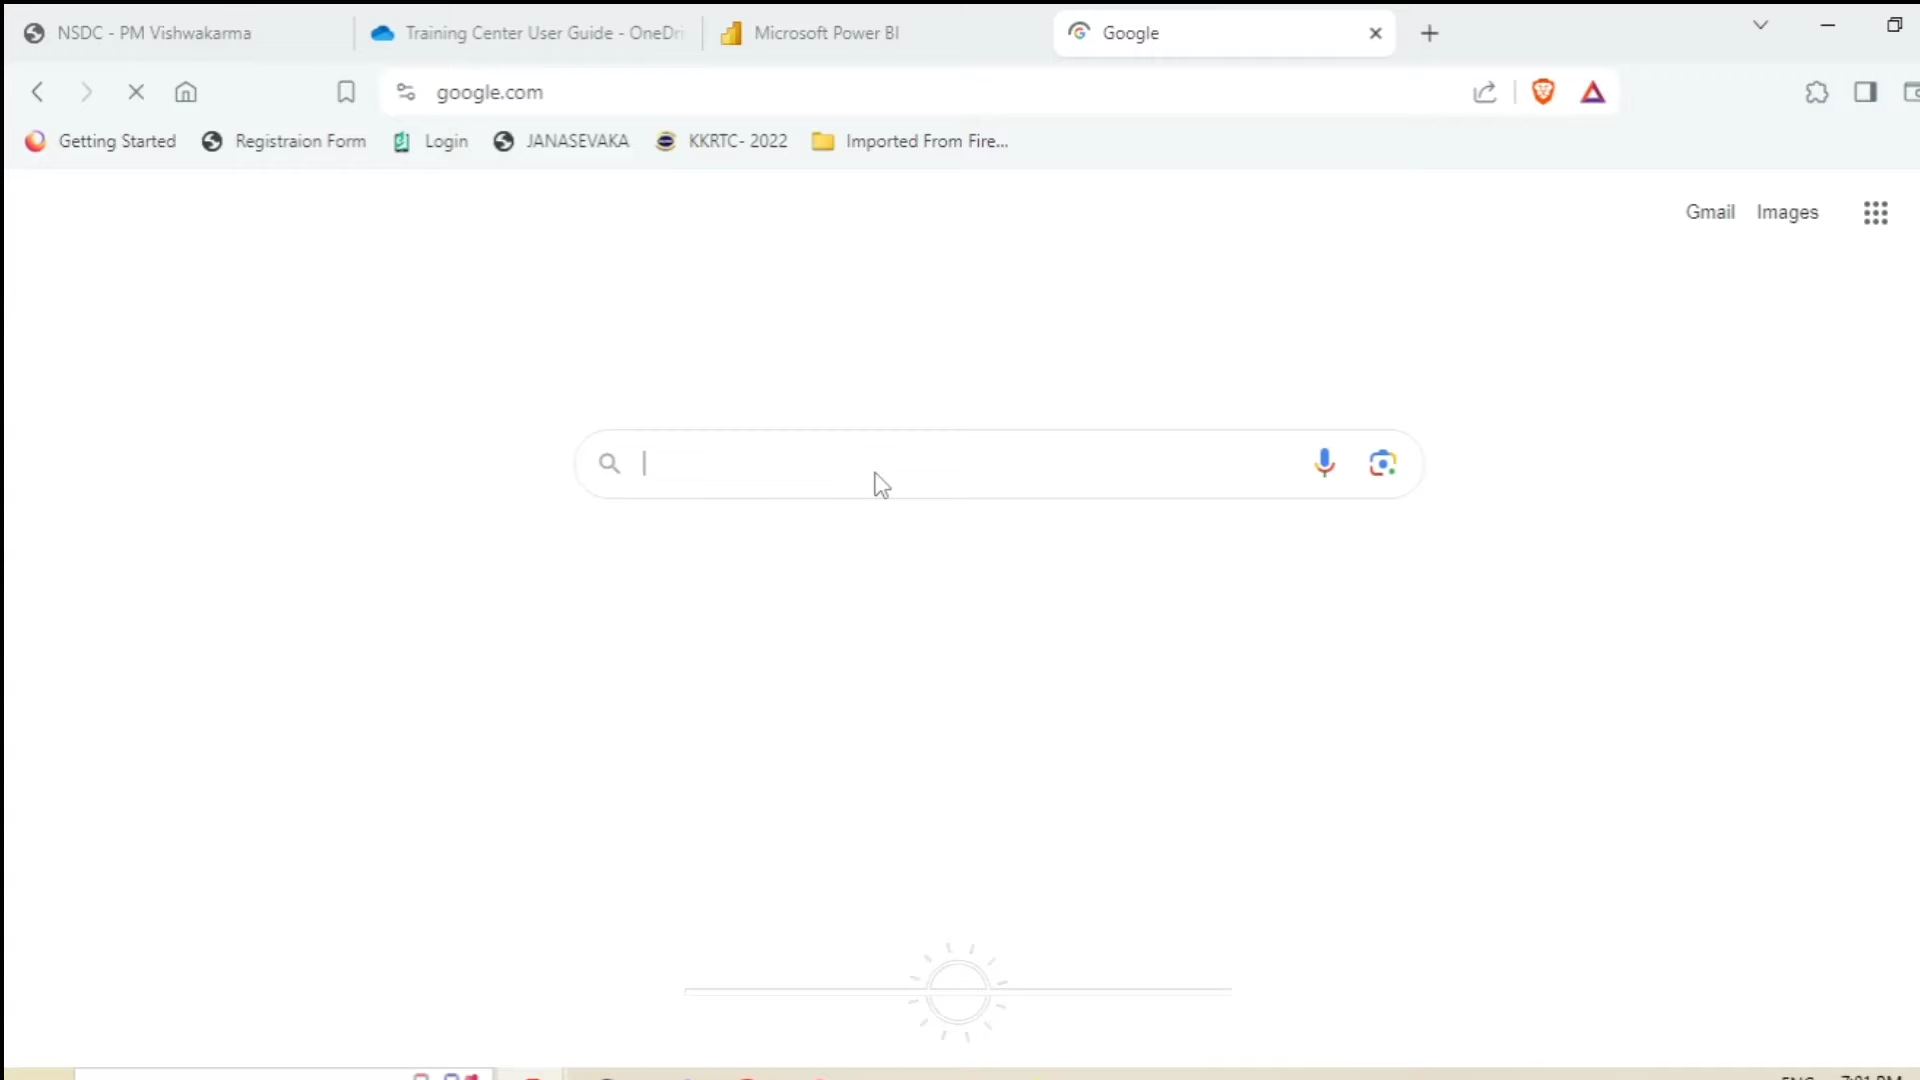 NSDC - PM Vishwakarma
Training Center User Guide - OneDri
Microsoft Power BI
Google
google.com
Getting Started
Registraion Form
Login
JANASEVAKA
KKRTC- 2022
Imported From Fire...
Gmail
Images